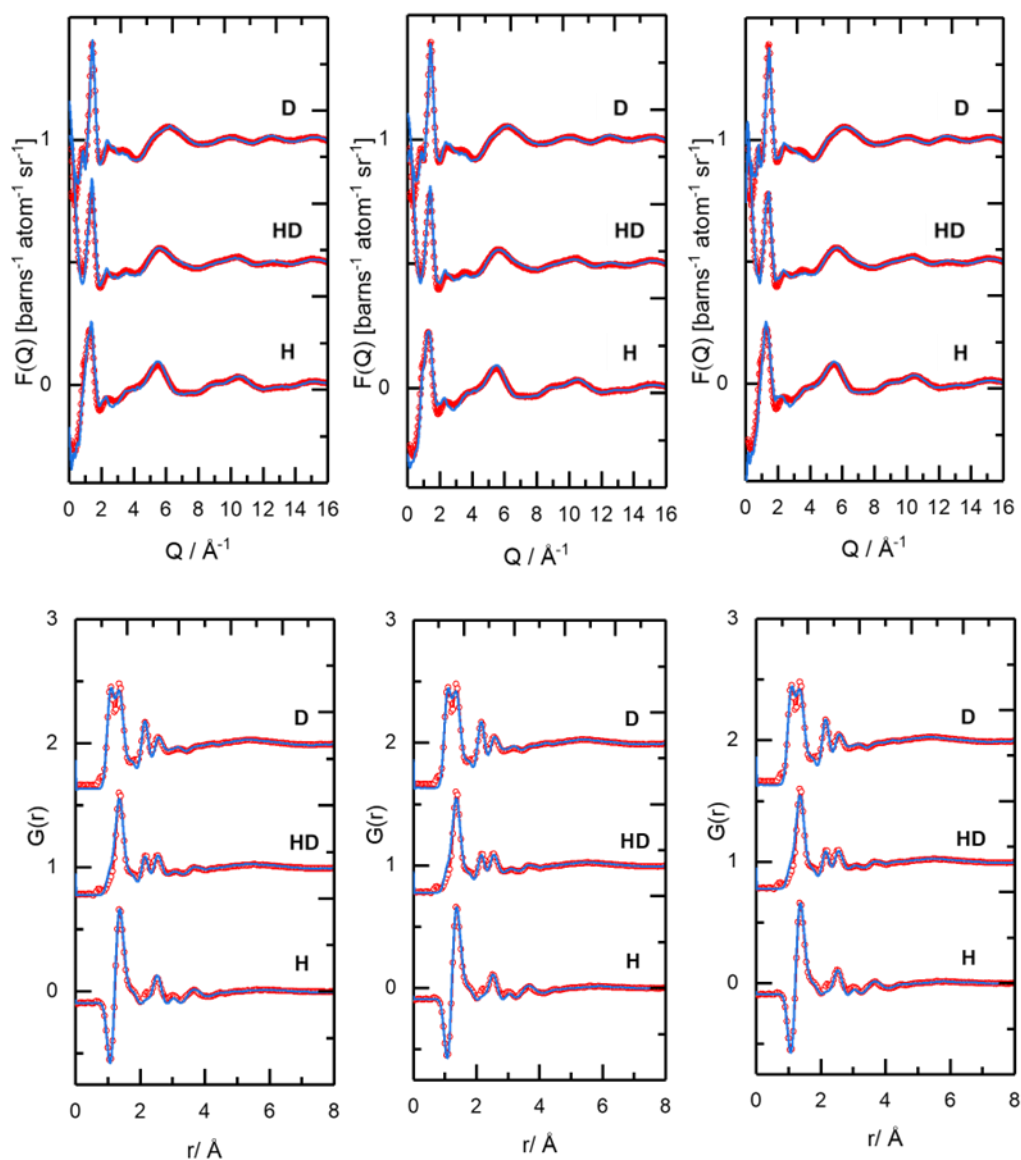 F(Q) [barns⁻¹ atom⁻¹ sr⁻¹]
1
0
D
HD
H
0 2 4 6 8 10 12 14 16
Q / Å⁻¹
F(Q) [barns⁻¹ atom⁻¹ sr⁻¹]
1
0
D
HD
H
0 2 4 6 8 10 12 14 16
Q / Å⁻¹
F(Q) [barns⁻¹ atom⁻¹ sr⁻¹]
1
0
D
HD
H
0 2 4 6 8 10 12 14 16
Q / Å⁻¹
G(r)
3
2
1
0
D
HD
H
0 2 4 6 8
r/ Å
G(r)
3
2
1
0
D
HD
H
0 2 4 6 8
r/ Å
G(r)
3
2
1
0
D
HD
H
0 2 4 6 8
r/ Å